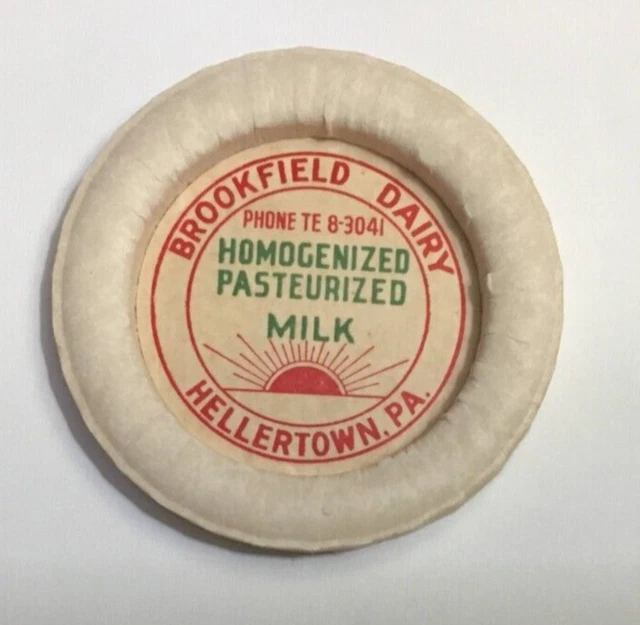 BROOKFIELD DAIRY
PHONE TE 8-3041
HOMOGENIZED
PASTEURIZED
MILK
HELLERTOWN, PA.